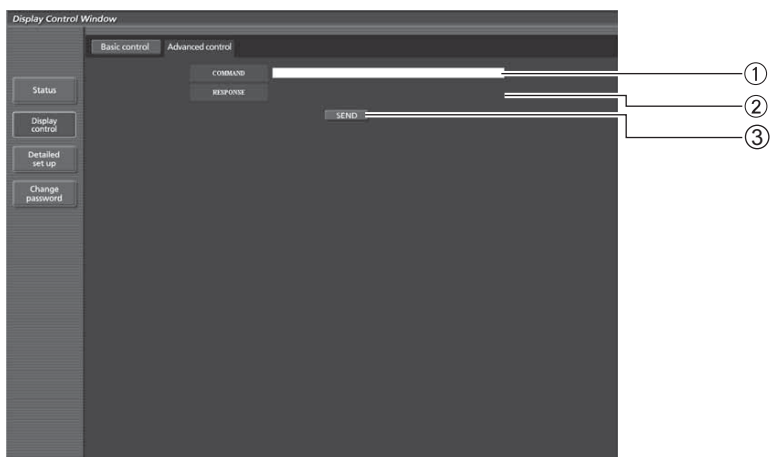 Display Control Window
Basic control Advanced control
COMMAND ①
Status RESPONSE ②
SEND ③
Display
control
Detailed
set up
Change
password